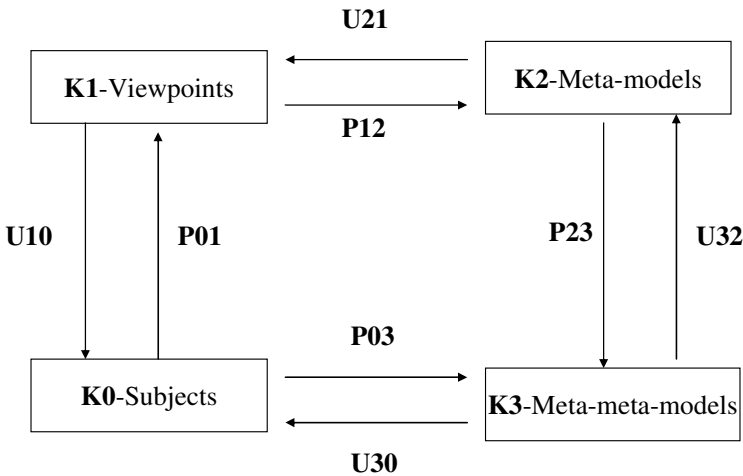 U21
K1-Viewpoints
K2-Meta-models
P12
U10
P01
P23
U32
P03
K0-Subjects
K3-Meta-meta-models
U30